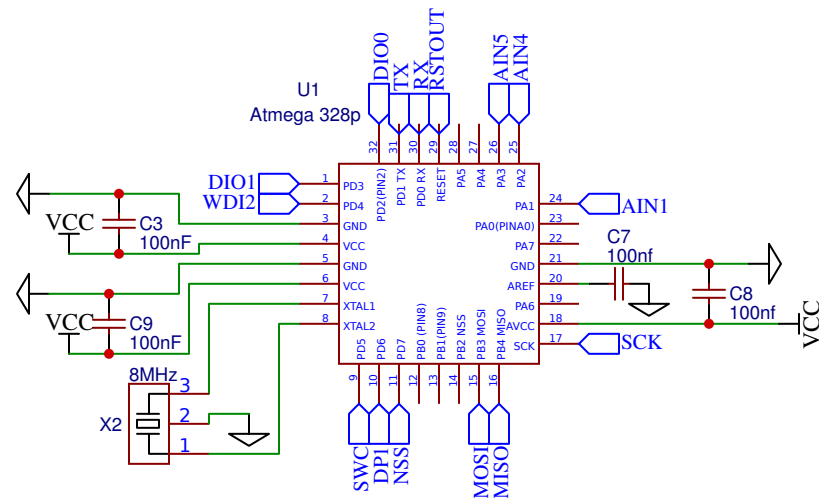 DIO0
TX
RX
RSTOUT
AIN5
AIN4
U1
Atmega 328p
32
31
30
29
28
27
26
25
PD2(PIN2)
PD1 TX
PD0 RX
RESET
PA5
PA4
PA3
PA2
DIO1
1
PD3
WDI2
2
PD4
3
GND
4
VCC
5
GND
6
VCC
7
XTAL1
8
XTAL2
PA1
24
AIN1
PA0(PINA0)
23
PA7
22
GND
21
AREF
20
PA6
19
AVCC
18
SCK
17
SCK
C3
100nF
VCC
C9
100nF
VCC
C7
100nf
C8
100nf
VCC
PD5
PD6
PD7
PB0 (PIN8)
PB1(PIN9)
PB2 NSS
PB3 MOSI
PB4 MISO
9
10
11
12
13
14
15
16
SWC
DP1
NSS
MOSI
MISO
8MHz
X2
3
2
1